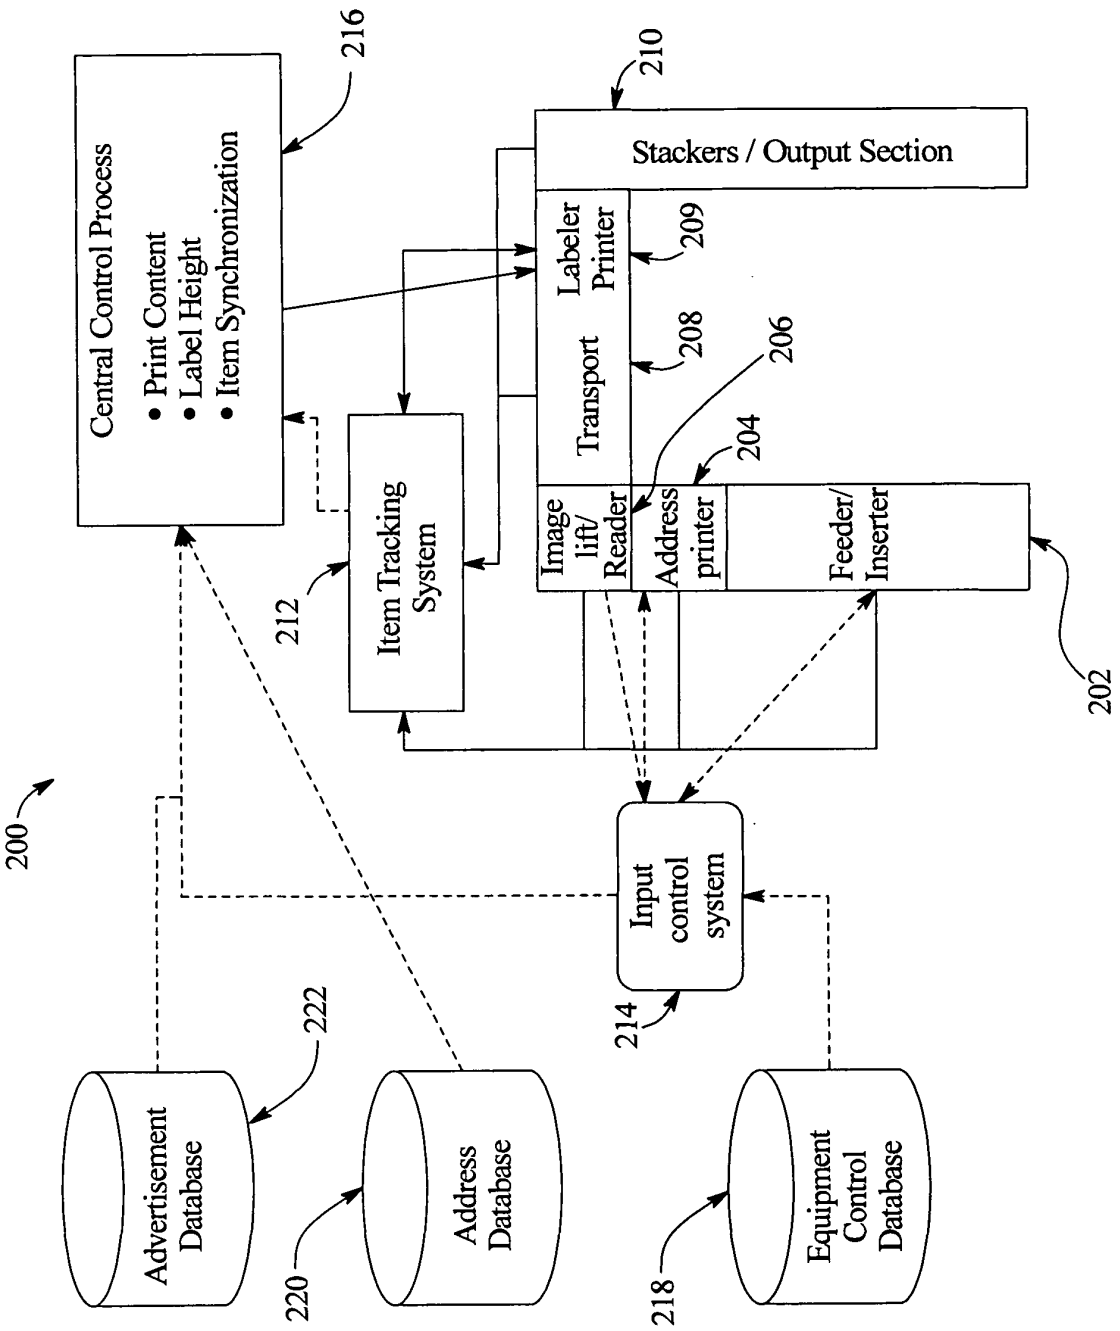 200
Advertisement
Database
222
Address
Database
220
Equipment
Control
Database
218
Input
control
system
214
Central Control Process
• Print Content
• Label Height
• Item Synchronization
216
Item Tracking
System
212
Image
lift/
Reader
206
Address
printer
204
Feeder/
Inserter
202
Transport
208
Labeler
Printer
209
Stackers / Output Section
210